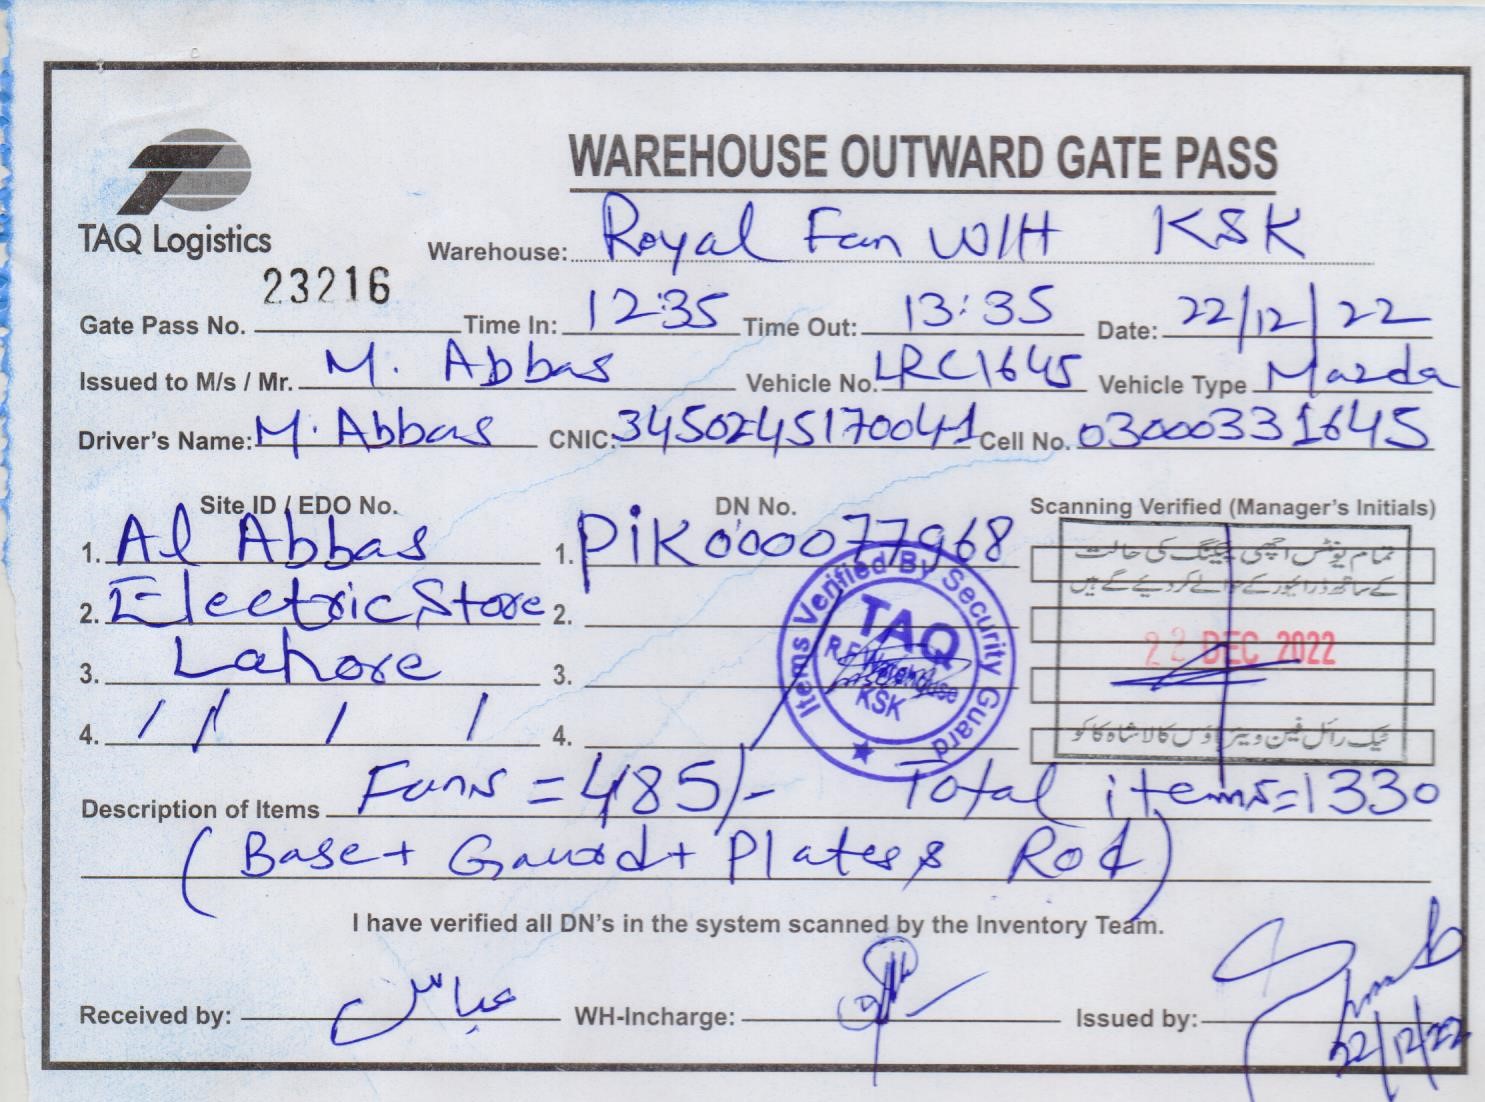 WAREHOUSE OUTWARD GATE PASS
TAQ Logistics
Warehouse: Royal Fan W/H KSK
23216
Gate Pass No. Time In: 12:35 Time Out: 13:35 Date: 22/12/22
Issued to M/s / Mr. M. Abbas Vehicle No. LRC1645 Vehicle Type Mazda
Driver's Name: M. Abbas CNIC: 3450245170041 Cell No. 03000331645
Site ID / EDO No. DN No. Scanning Verified (Manager's Initials)
1. Al Abbas 1. PiK000077968
2. Electric Store 2.
3. Lahore 3.
4. / / / / 4.
تمام یونٹس اچھی پیکنگ کی حالت
کے ساتھ ڈرائیور کے حوالے کر دیے گئے ہیں
22 DEC 2022
ٹیک رائل فین ویئر ہاؤس کالا شاہ کاکو
Items Verified By Security Guard
TAQ
R.F Warehouse
KSK
Description of Items Fans = 485/- Total items = 1330
(Base + Gaurd + Plates & Rod)
I have verified all DN's in the system scanned by the Inventory Team.
Received by: عباس WH-Incharge: Issued by:
22/12/22